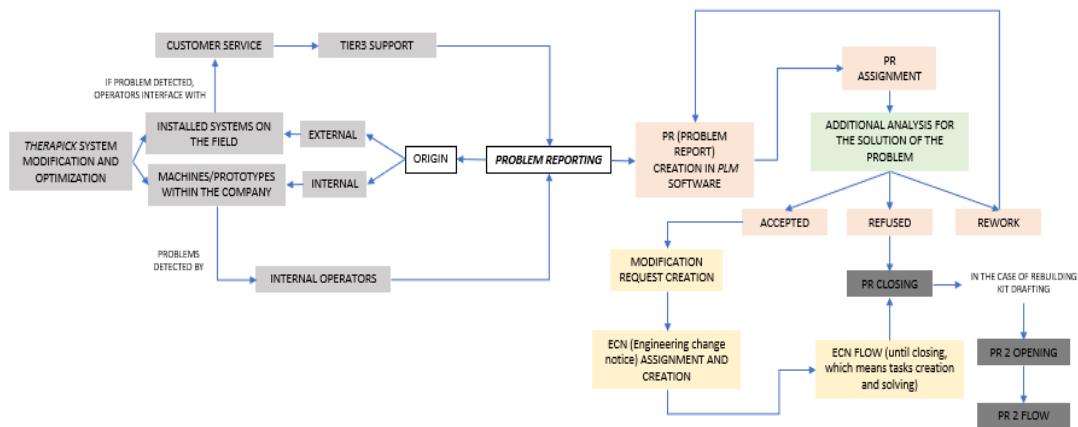 CUSTOMER SERVICE
TIER3 SUPPORT
IF PROBLEM DETECTED,
OPERATORS INTERFACE WITH
INSTALLED SYSTEMS ON
THE FIELD
EXTERNAL
THERAPICK SYSTEM
MODIFICATION AND
OPTIMIZATION
MACHINES/PROTOTYPES
WITHIN THE COMPANY
INTERNAL
ORIGIN
PROBLEM REPORTING
PROBLEMS
DETECTED BY
INTERNAL OPERATORS
PR (PROBLEM
REPORT)
CREATION IN PLM
SOFTWARE
PR
ASSIGNMENT
ADDITIONAL ANALYSIS FOR
THE SOLUTION OF THE
PROBLEM
ACCEPTED
REFUSED
REWORK
MODIFICATION
REQUEST CREATION
PR CLOSING
IN THE CASE OF REBUILDING
KIT DRAFTING
ECN (Engineering change
notice) ASSIGNMENT AND
CREATION
ECN FLOW (until closing,
which means tasks creation
and solving)
PR 2 OPENING
PR 2 FLOW